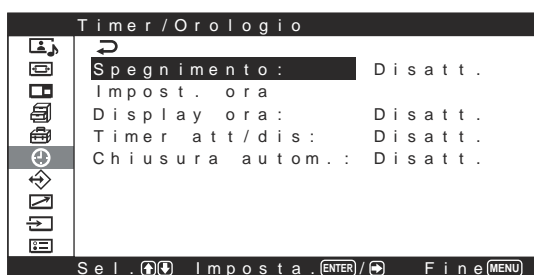 Timer/Orologio
Spegnimento: Disatt.
Impost. ora
Display ora: Disatt.
Timer att/dis: Disatt.
Chiusura autom.: Disatt.
Sel. Imposta. ENTER / Fine MENU